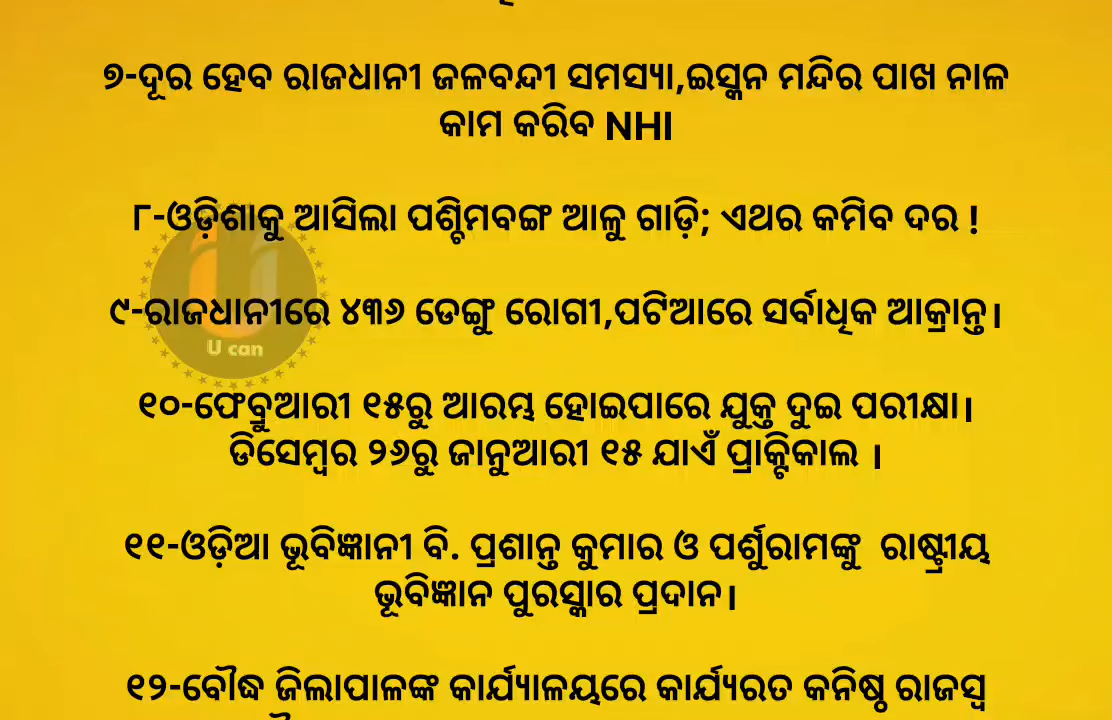 ୭-ଦୂର ହେବ ରାଜଧାନୀ ଜଳବନ୍ଦୀ ସମସ୍ୟା,ଇସ୍କନ ମନ୍ଦିର ପାଖ ନାଳ
କାମ କରିବ NHI
୮-ଓଡ଼ିଶାକୁ ଆସିଲା ପଶ୍ଚିମବଙ୍ଗ ଆଳୁ ଗାଡ଼ି; ଏଥର କମିବ ଦର !
୯-ରାଜଧାନୀରେ ୪୩୬ ଡେଙ୍ଗୁ ରୋଗୀ,ପଟିଆରେ ସର୍ବାଧିକ ଆକ୍ରାନ୍ତ।
U can
୧୦-ଫେବ୍ରୁଆରୀ ୧୫ରୁ ଆରମ୍ଭ ହୋଇପାରେ ଯୁକ୍ତ ଦୁଇ ପରୀକ୍ଷା।
ଡିସେମ୍ବର ୨୬ରୁ ଜାନୁଆରୀ ୧୫ ଯାଏଁ ପ୍ରାକ୍ଟିକାଲ ।
୧୧-ଓଡ଼ିଆ ଭୂବିଜ୍ଞାନୀ ବି. ପ୍ରଶାନ୍ତ କୁମାର ଓ ପର୍ଶୁରାମଙ୍କୁ ରାଷ୍ଟ୍ରୀୟ
ଭୂବିଜ୍ଞାନ ପୁରସ୍କାର ପ୍ରଦାନ।
୧୨-ବୌଦ୍ଧ ଜିଲାପାଳଙ୍କ କାର୍ଯ୍ୟାଳୟରେ କାର୍ଯ୍ୟରତ କନିଷ୍ଠ ରାଜସ୍ୱ